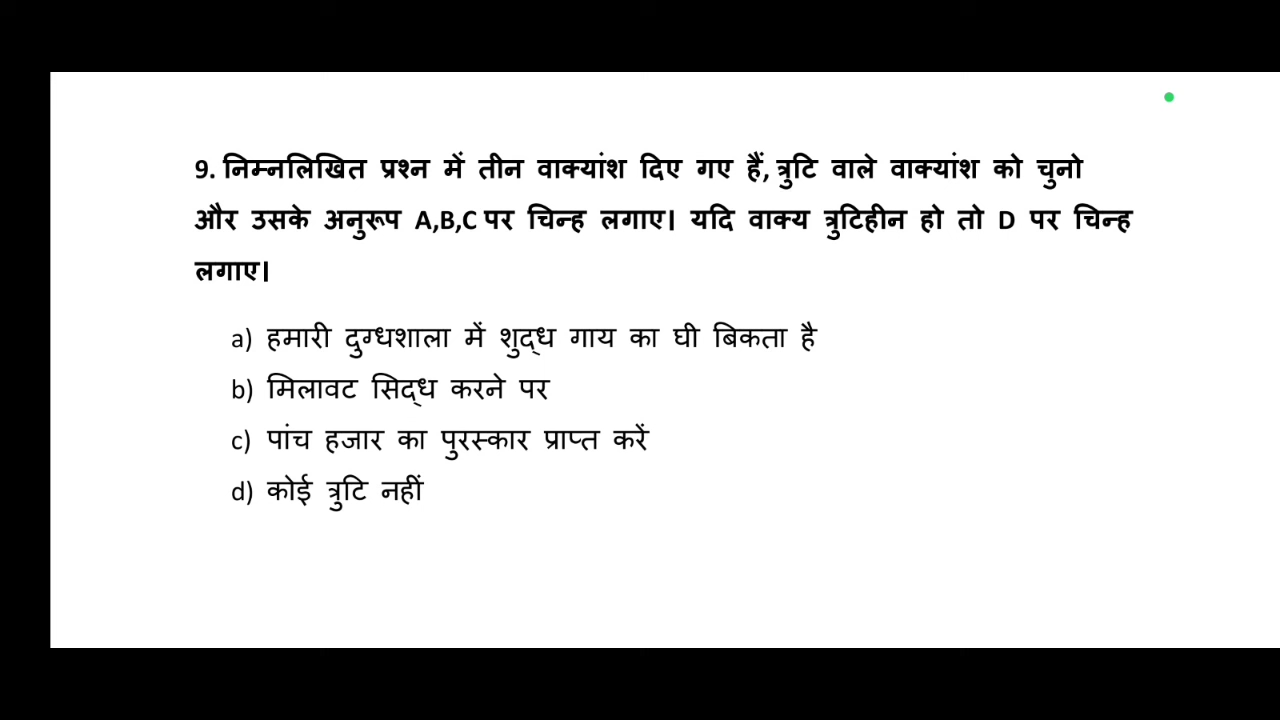 9. निम्नलिखित प्रश्न में तीन वाक्यांश दिए गए हैं, त्रुटि वाले वाक्यांश को चुनो
और उसके अनुरूप A,B,C पर चिन्ह लगाए। यदि वाक्य त्रुटिहीन हो तो D पर चिन्ह
लगाए।
a) हमारी दुग्धशाला में शुद्ध गाय का घी बिकता है
b) मिलावट सिद्ध करने पर
c) पांच हजार का पुरस्कार प्राप्त करें
d) कोई त्रुटि नहीं